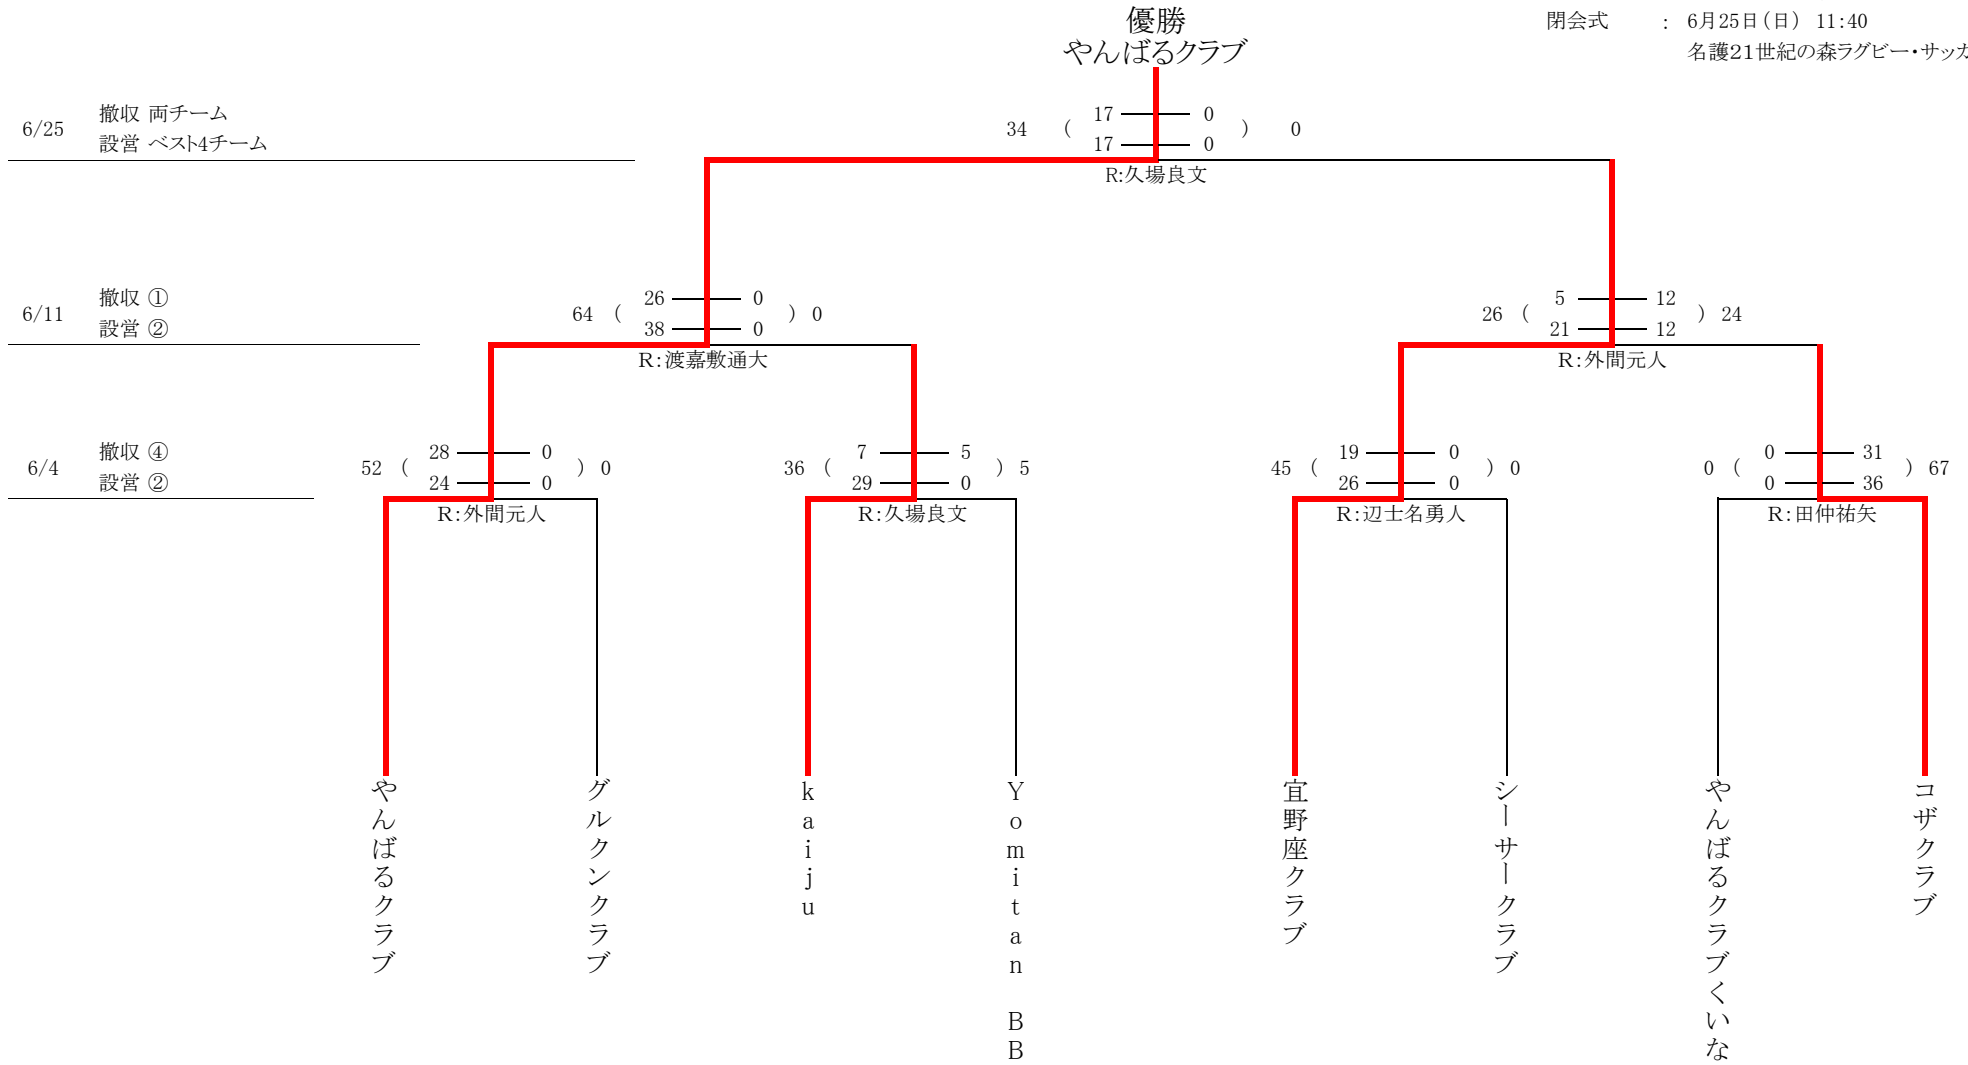 優勝
やんばるクラブ
閉会式 : 6月25日(日) 11:40
名護21世紀の森ラグビー・サッカ
6/25
撤収 両チーム
設営 ベスト4チーム
34 ( 17 0 ) 0
17 0
R:久場良文
6/11
撤収 ①
設営 ②
64 ( 26 0 ) 0
38 0
R:渡嘉敷通大
26 ( 5 12 ) 24
21 12
R:外間元人
6/4
撤収 ④
設営 ②
52 ( 28 0 ) 0
24 0
R:外間元人
36 ( 7 5 ) 5
29 0
R:久場良文
45 ( 19 0 ) 0
26 0
R:辺士名勇人
0 ( 0 31 ) 67
0 36
R:田仲祐矢
やんばるクラブ
グルクンクラブ
kaiju
Yomitan BB
宜野座クラブ
シーサークラブ
やんばるクラブくいな
コザクラブ